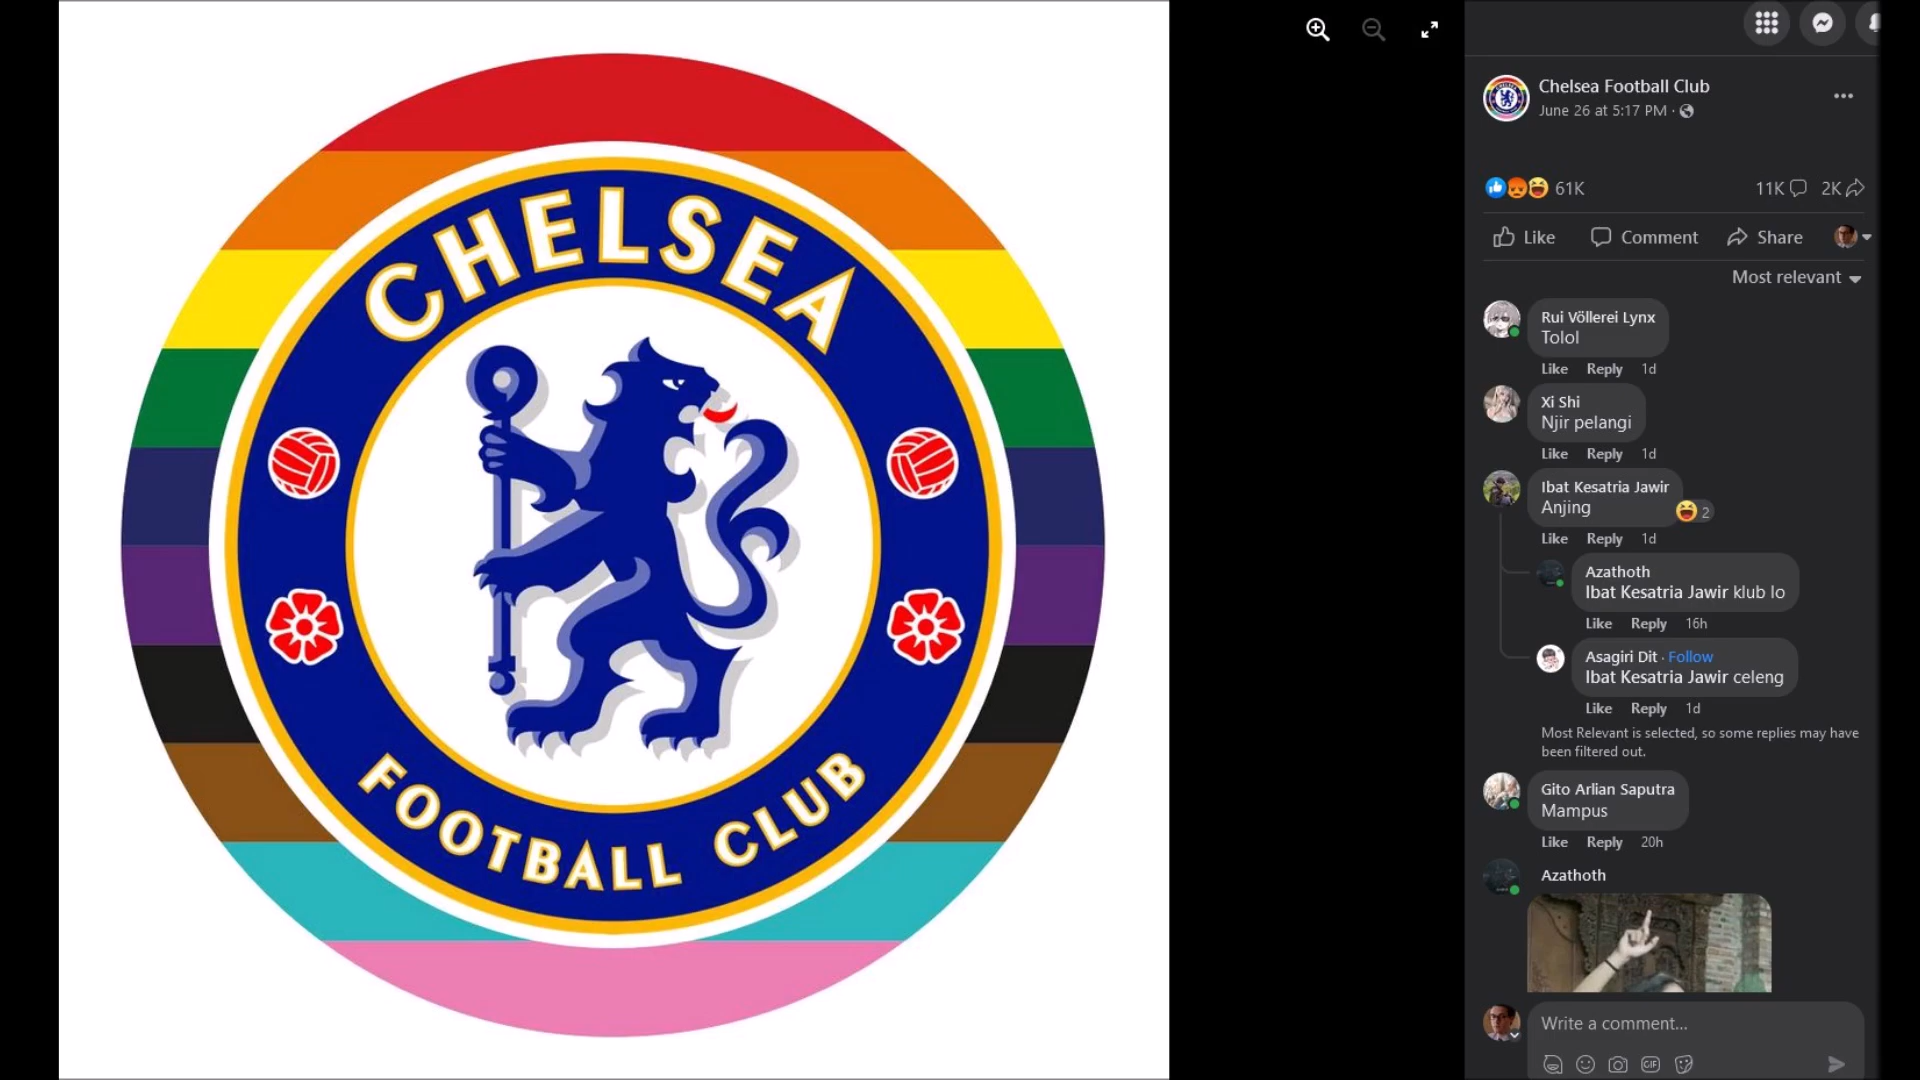 CHELSEA
FOOTBALL CLUB
Chelsea Football Club
June 26 at 5:17 PM ·
61K
11K
2K
Like
Comment
Share
Most relevant
Rui Völlerei Lynx
Tolol
Like Reply 1d
Xi Shi
Njir pelangi
Like Reply 1d
Ibat Kesatria Jawir
Anjing
2
Like Reply 1d
Azathoth
Ibat Kesatria Jawir klub lo
Like Reply 16h
Asagiri Dit · Follow
Ibat Kesatria Jawir celeng
Like Reply 1d
Most Relevant is selected, so some replies may have
been filtered out.
Gito Arlian Saputra
Mampus
Like Reply 20h
Azathoth
Write a comment...
GIF